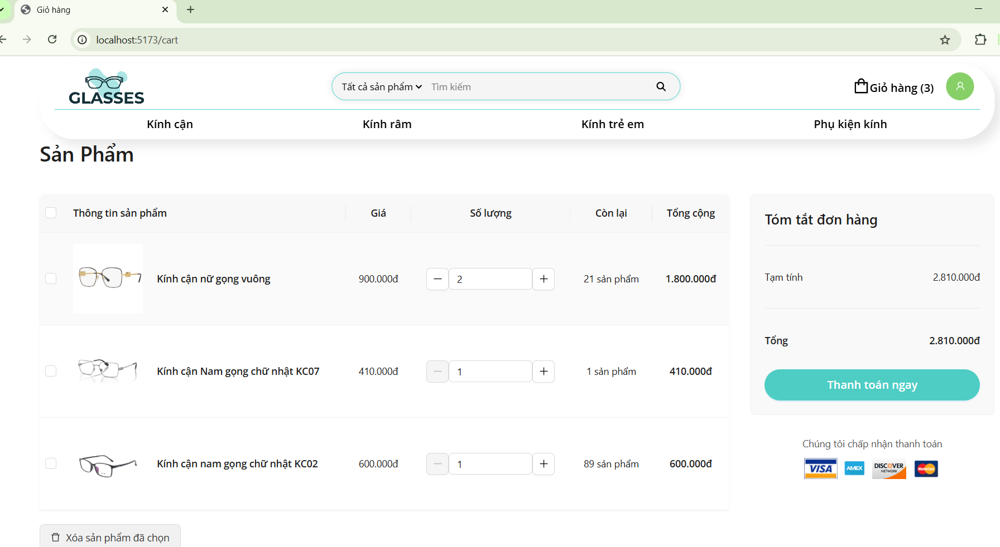 Giỏ hàng
localhost:5173/cart
GLASSES
Tất cả sản phẩm Tìm kiếm
Giỏ hàng (3)
Kính cận Kính râm Kính trẻ em Phụ kiện kính
Sản Phẩm
Thông tin sản phẩm Giá Số lượng Còn lại Tổng cộng
Kính cận nữ gọng vuông 900.000đ 2 21 sản phẩm 1.800.000đ
Kính cận Nam gọng chữ nhật KC07 410.000đ 1 1 sản phẩm 410.000đ
Kính cận nam gọng chữ nhật KC02 600.000đ 1 89 sản phẩm 600.000đ
Xóa sản phẩm đã chọn
Tóm tắt đơn hàng
Tạm tính 2.810.000đ
Tổng 2.810.000đ
Thanh toán ngay
Chúng tôi chấp nhận thanh toán
VISA AMEX DISCOVER NETWORK MasterCard